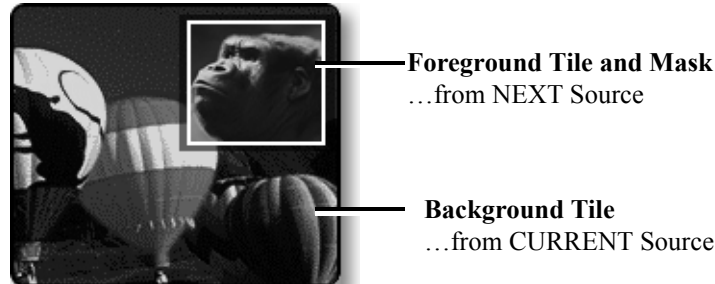 Foreground Tile and Mask
…from NEXT Source
Background Tile
…from CURRENT Source